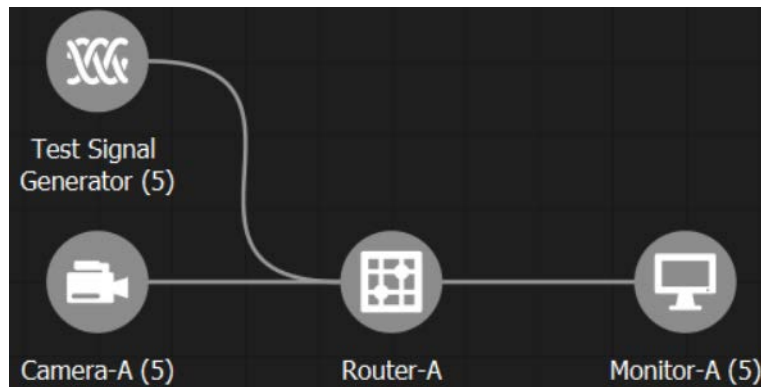 Test Signal
Generator (5)
Camera-A (5)
Router-A
Monitor-A (5)